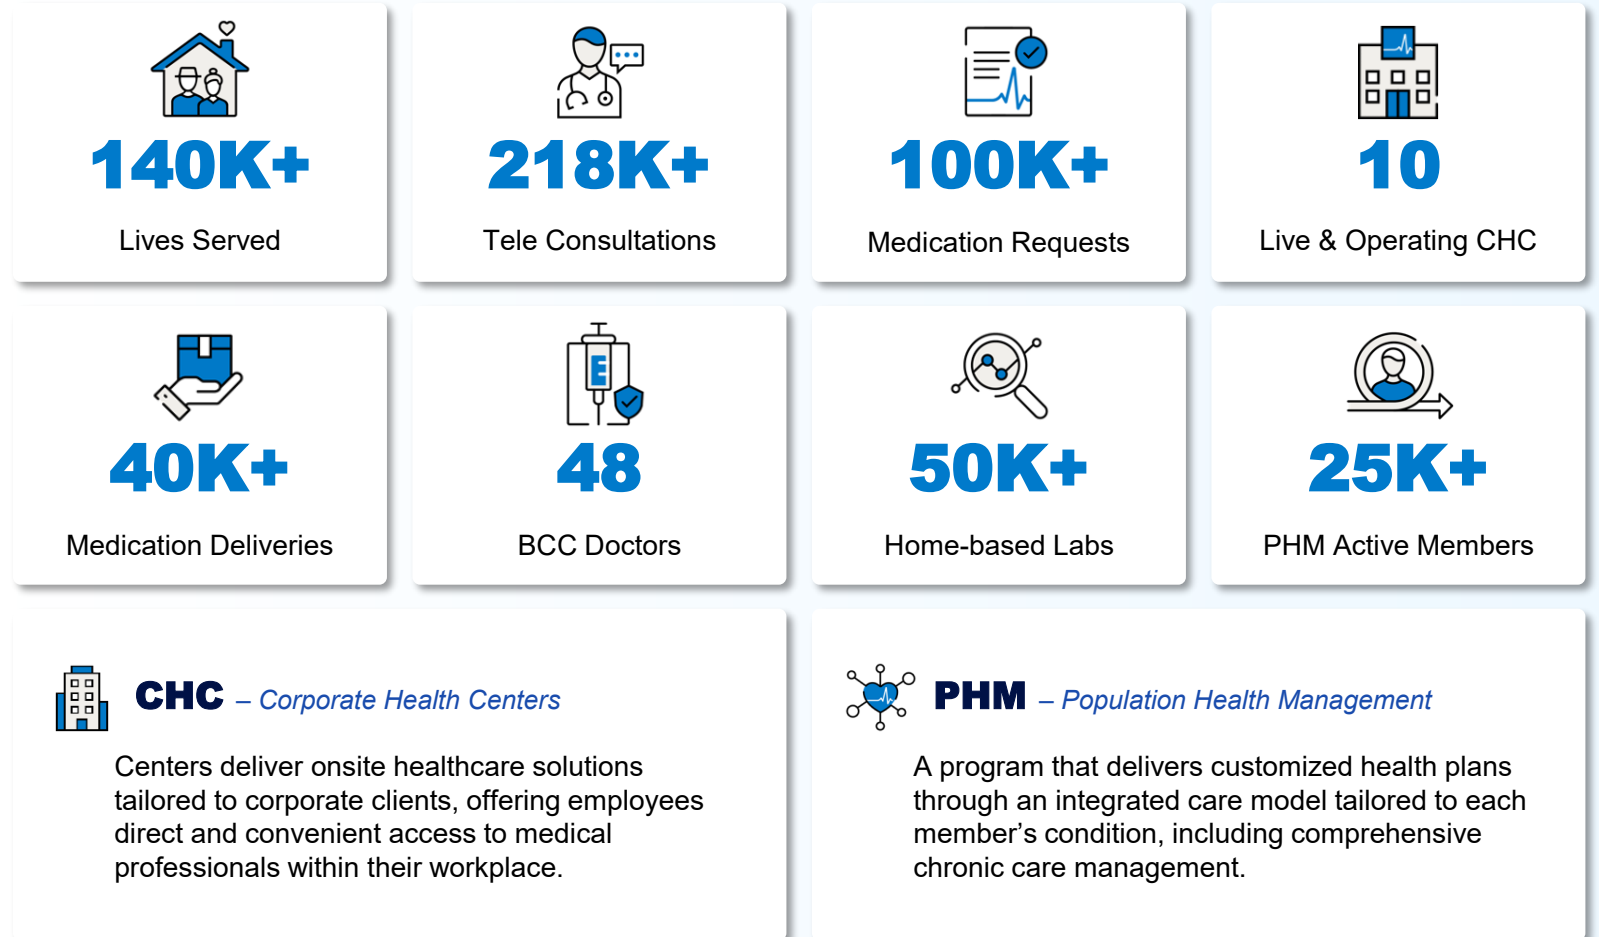 140K+
Lives Served
218K+
Tele Consultations
100K+
Medication Requests
10
Live & Operating CHC
40K+
Medication Deliveries
E
48
BCC Doctors
50K+
Home-based Labs
25K+
PHM Active Members
CHC – Corporate Health Centers
Centers deliver onsite healthcare solutions
tailored to corporate clients, offering employees
direct and convenient access to medical
professionals within their workplace.
PHM – Population Health Management
A program that delivers customized health plans
through an integrated care model tailored to each
member’s condition, including comprehensive
chronic care management.